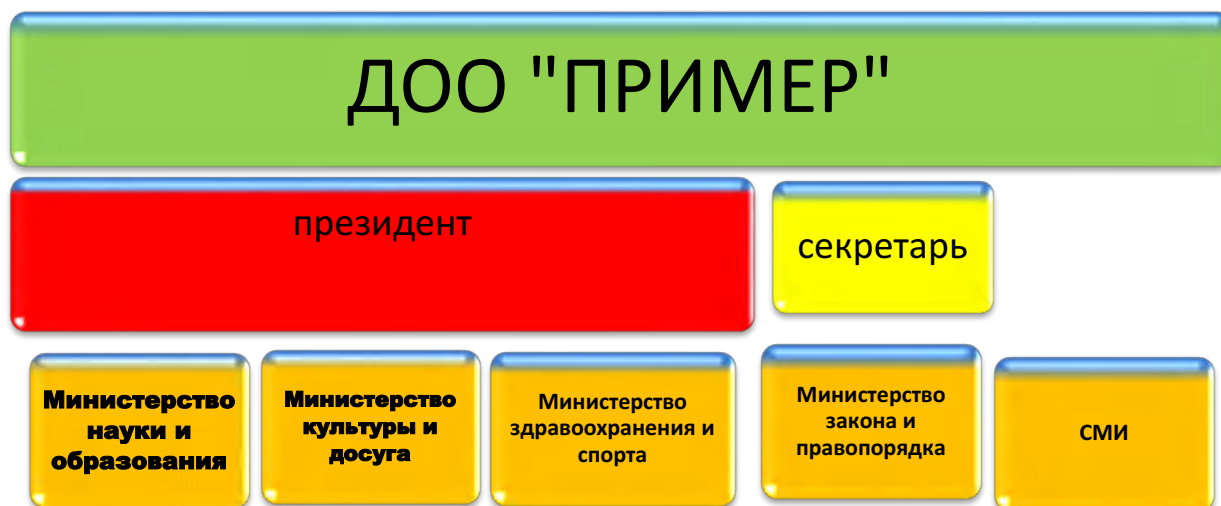 ДОО "ПРИМЕР"
президент
секретарь
Министерство
науки и
образования
Министерство
культуры и
досуга
Министерство
здравоохранения и
спорта
Министерство
закона и
правопорядка
СМИ